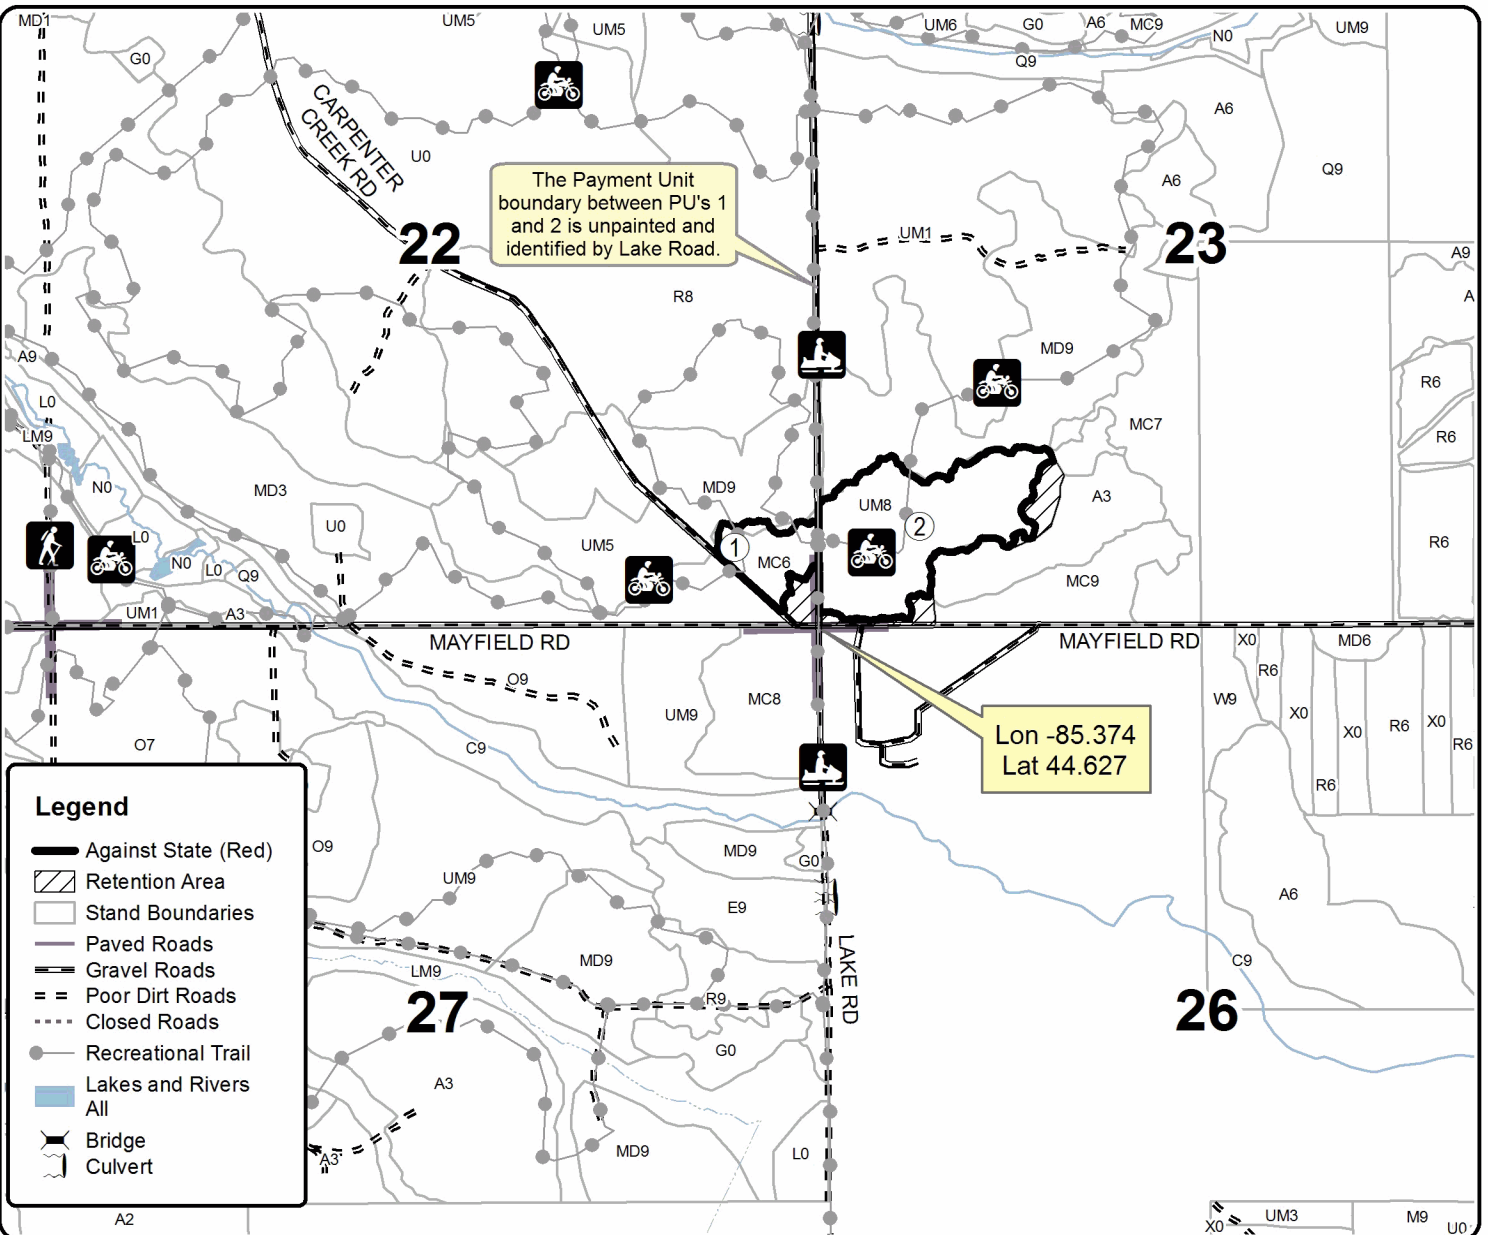 MD1
UM5
UM5
UM6
G0
A6
MC9
N0
UM9
G0
Q9
CARPENTER
CREEK RD
A6
U0
Q9
The Payment Unit
boundary between PU's 1
and 2 is unpainted and
identified by Lake Road.
A6
22
UM1
23
A9
R8
A
A9
MD9
R6
L0
MC7
LM9
R6
N0
MD3
MD9
UM8
A3
U0
2
L0
UM5
1
MC6
R6
N0
L0
Q9
MC9
UM1
A3
MAYFIELD RD
MAYFIELD RD
X0
MD6
R6
O9
MC8
W9
UM9
X0
X0
R6
X0
R6
O7
C9
Lon -85.374
Lat 44.627
R6
Legend
Against State (Red)
Retention Area
Stand Boundaries
Paved Roads
Gravel Roads
Poor Dirt Roads
Closed Roads
Recreational Trail
Lakes and Rivers
All
Bridge
Culvert
O9
MD9
G0
UM9
A6
E9
LAKE RD
MD9
C9
LM9
R9
27
26
G0
A3
A3
MD9
L0
A2
UM3
M9
X0
U0